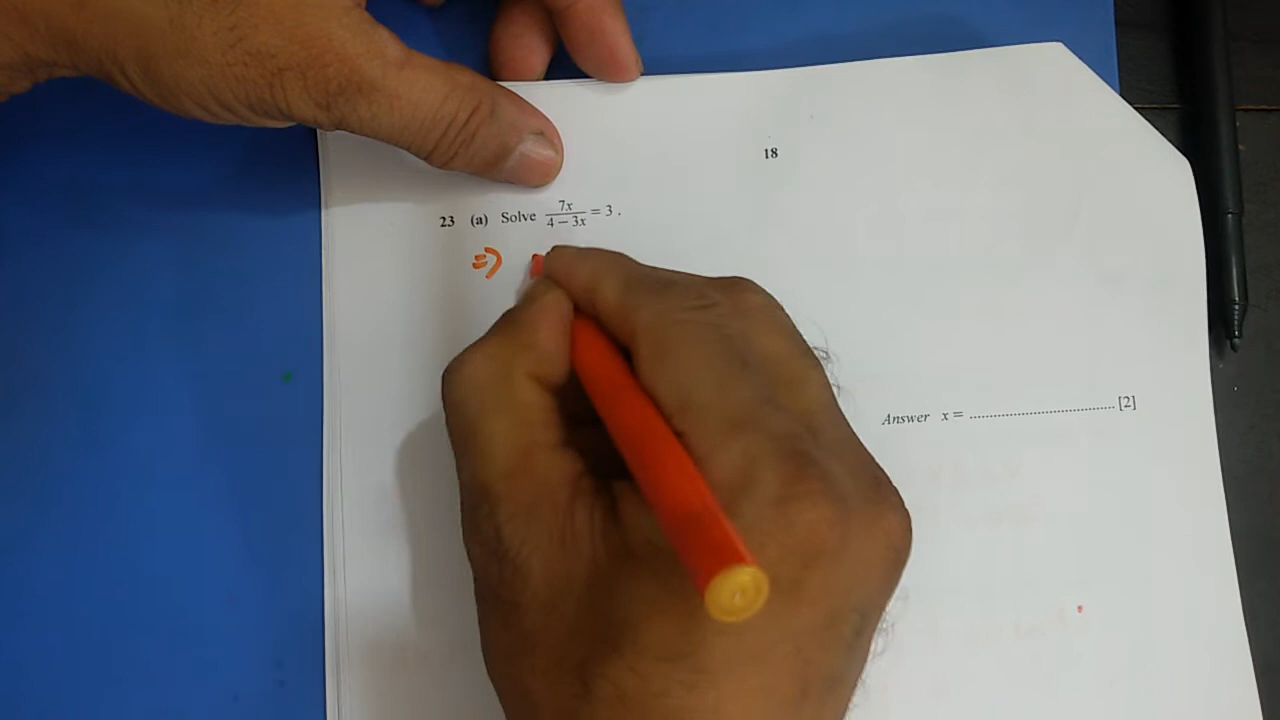 18
23 (a) Solve 7x/(4 − 3x) = 3 .
=>
Answer x = ..................................... [2]